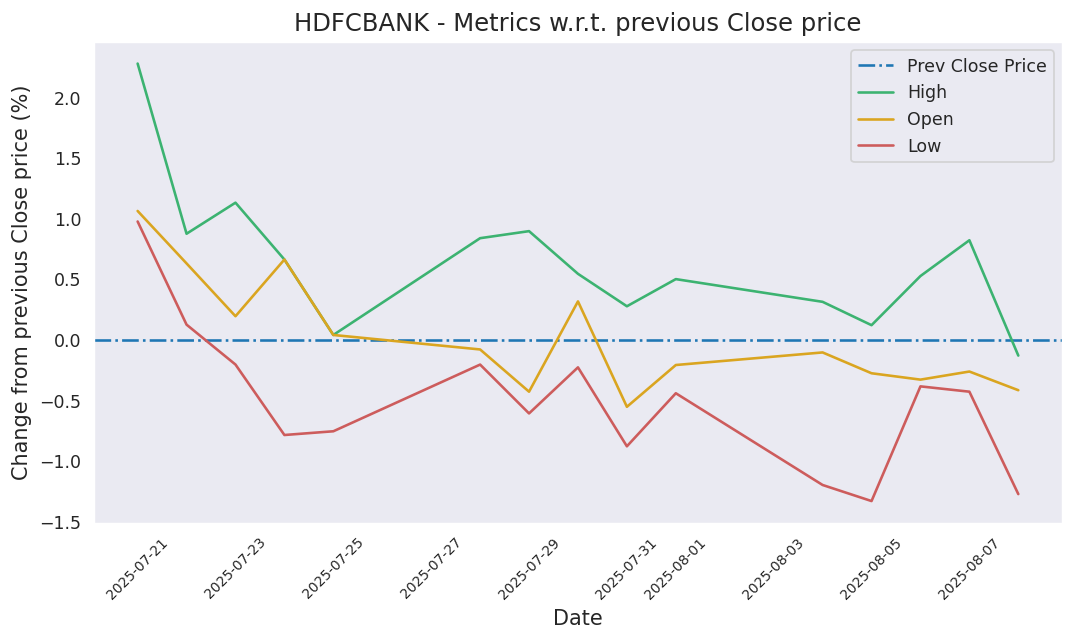 HDFCBANK - Metrics w.r.t. previous Close price
Prev Close Price
High
Open
Low
Change from previous Close price (%)
2.0
1.5
1.0
0.5
0.0
−0.5
−1.0
−1.5
2025-07-21
2025-07-23
2025-07-25
2025-07-27
2025-07-29
2025-07-31
2025-08-01
2025-08-03
2025-08-05
2025-08-07
Date